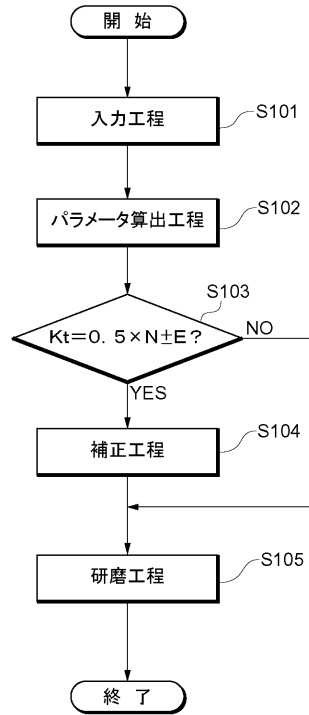 開 始
入力工程
S101
パラメータ算出工程
S102
S103
Kt＝0. 5×N±E？
NO
YES
補正工程
S104
研磨工程
S105
終 了